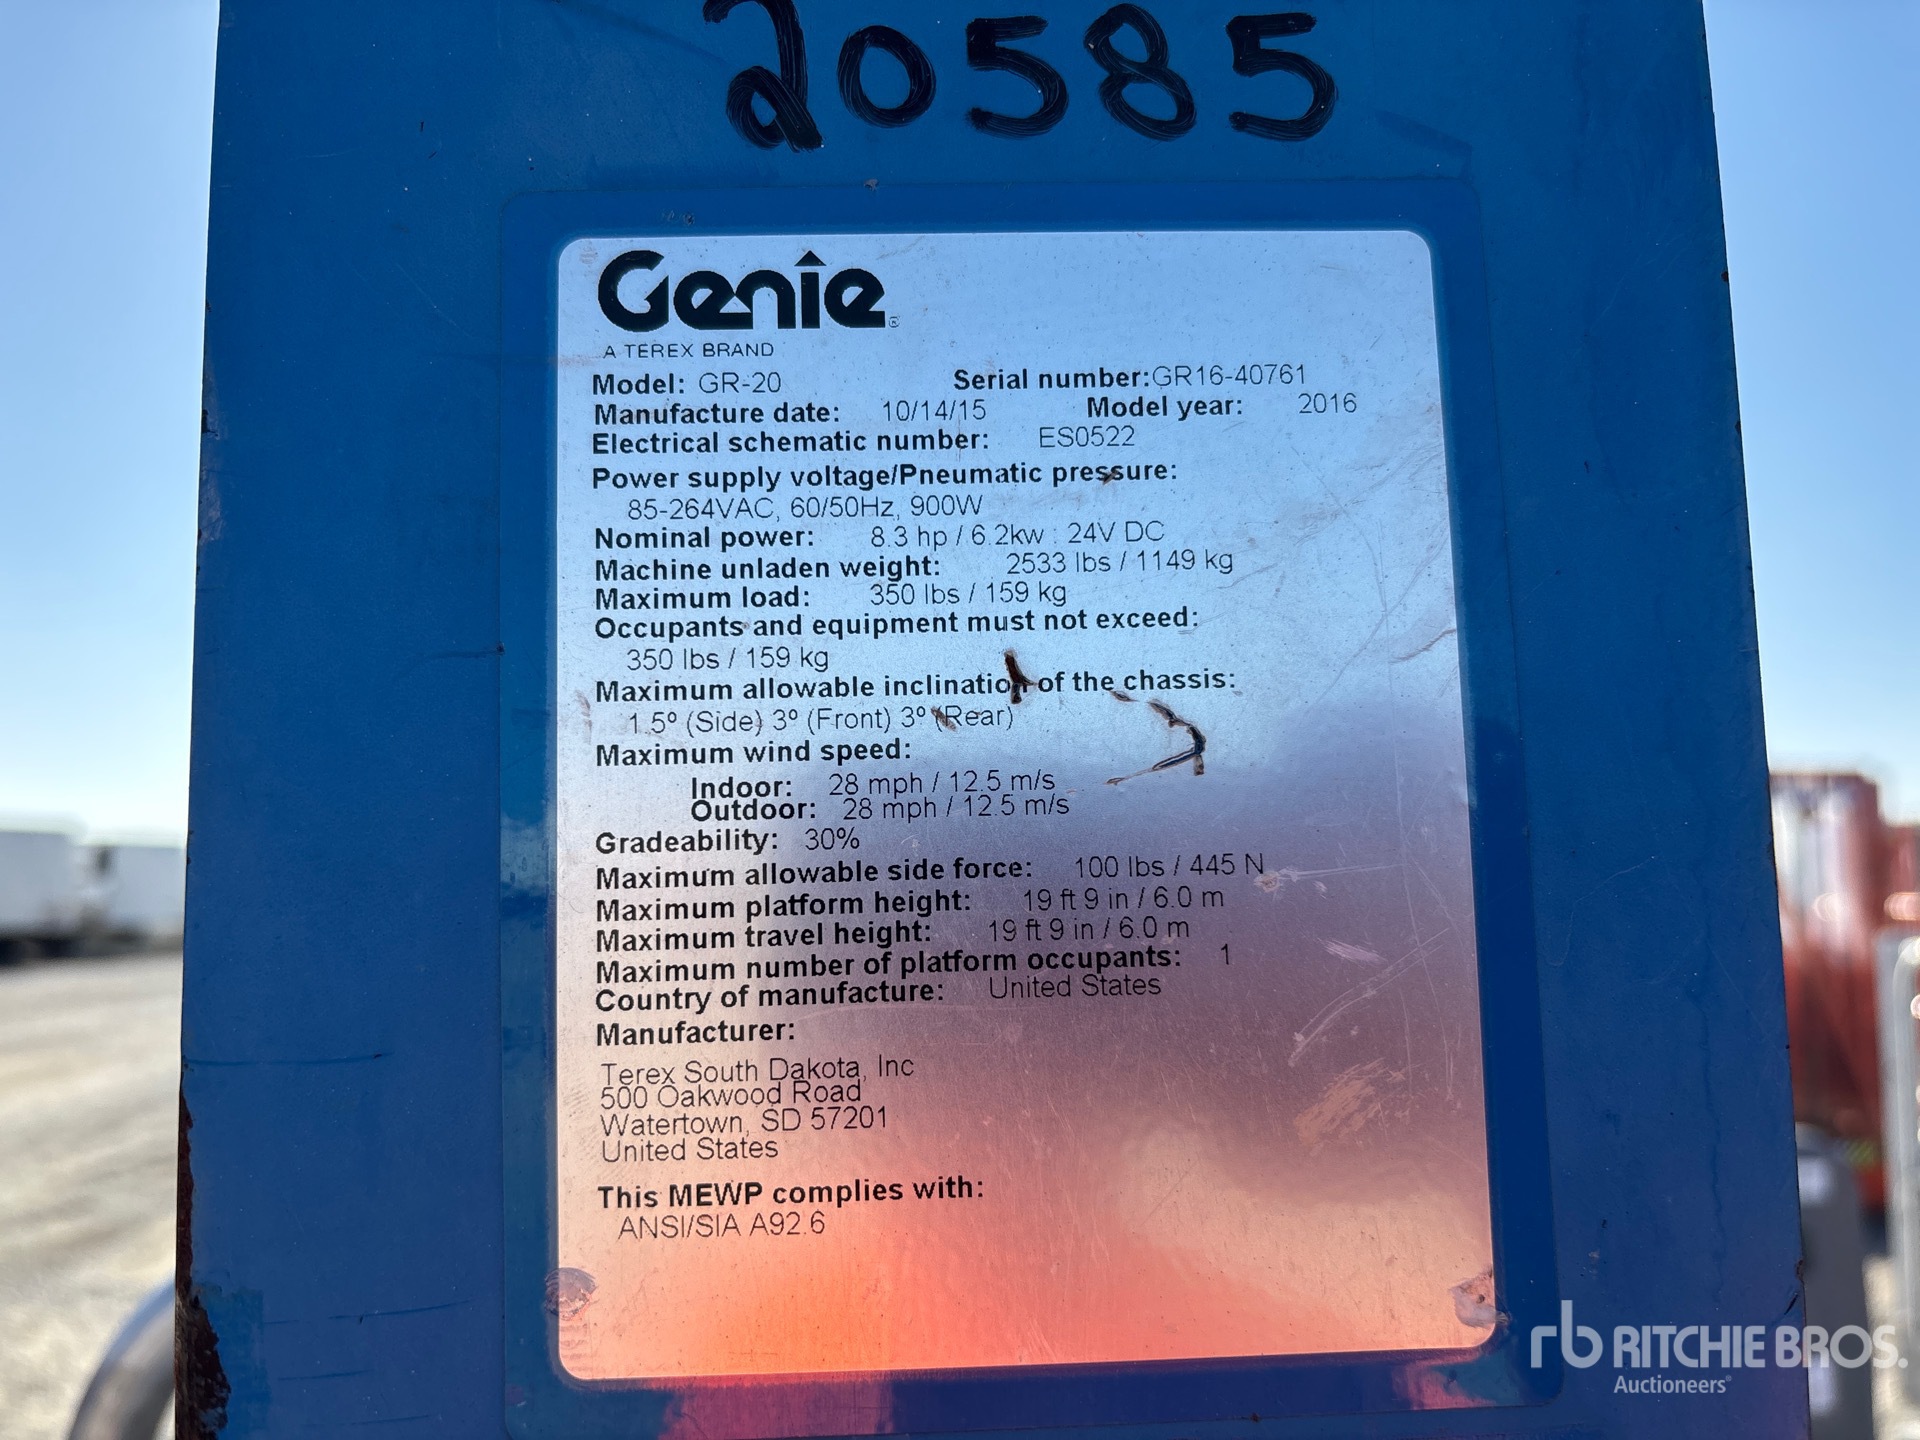 20585
Genie®
A TEREX BRAND
Model: GR-20 Serial number:GR16-40761
Manufacture date: 10/14/15 Model year: 2016
Electrical schematic number: ES0522
Power supply voltage/Pneumatic pressure:
85-264VAC, 60/50Hz, 900W
Nominal power: 8.3 hp / 6.2kw : 24V DC
Machine unladen weight: 2533 lbs / 1149 kg
Maximum load: 350 lbs / 159 kg
Occupants and equipment must not exceed:
350 lbs / 159 kg
Maximum allowable inclination of the chassis:
1.5º (Side) 3º (Front) 3º (Rear)
Maximum wind speed:
Indoor: 28 mph / 12.5 m/s
Outdoor: 28 mph / 12.5 m/s
Gradeability: 30%
Maximum allowable side force: 100 lbs / 445 N
Maximum platform height: 19 ft 9 in / 6.0 m
Maximum travel height: 19 ft 9 in / 6.0 m
Maximum number of platform occupants: 1
Country of manufacture: United States
Manufacturer:
Terex South Dakota, Inc
500 Oakwood Road
Watertown, SD 57201
United States
This MEWP complies with:
ANSI/SIA A92.6
rb RITCHIE BROS.
Auctioneers®